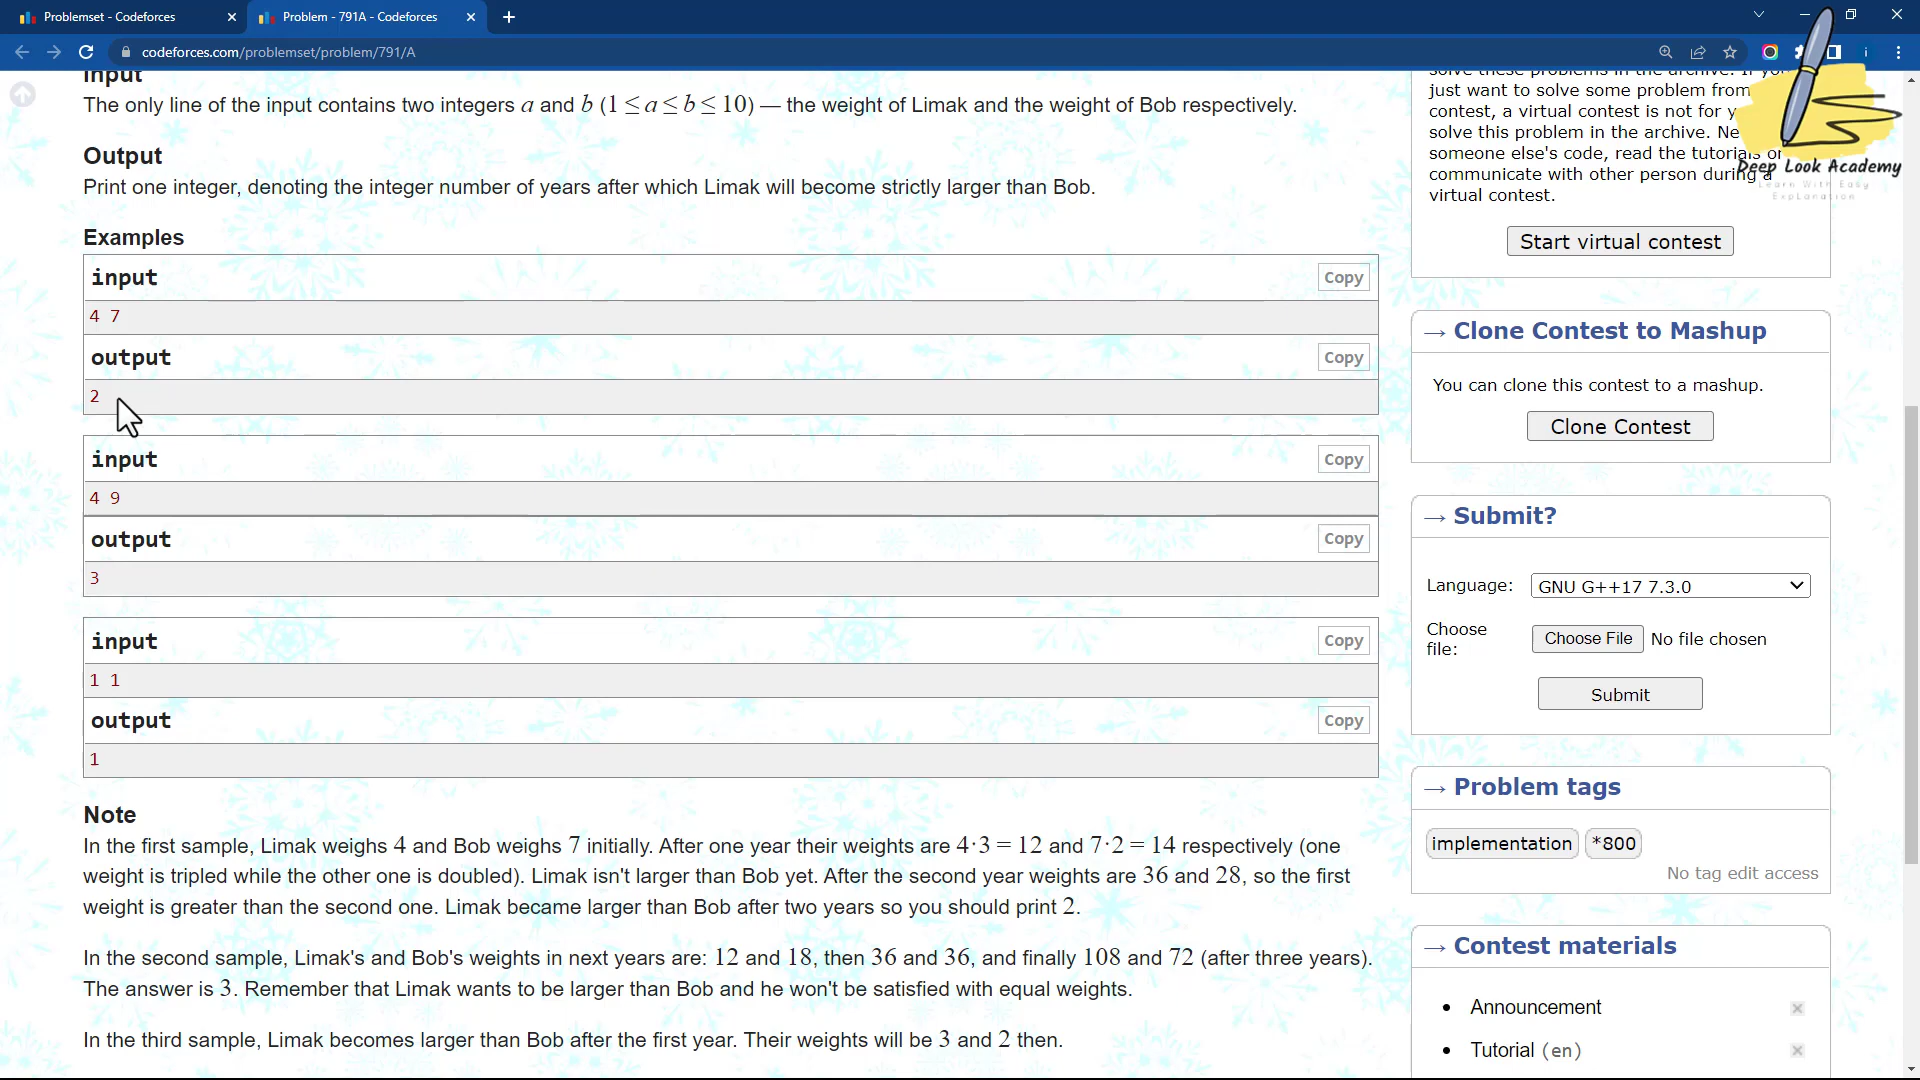 Problemset - Codeforces
Problem - 791A - Codeforces
codeforces.com/problemset/problem/791/A
Input
The only line of the input contains two integers a and b (1 ≤ a ≤ b ≤ 10) — the weight of Limak and the weight of Bob respectively.
Output
Print one integer, denoting the integer number of years after which Limak will become strictly larger than Bob.
Examples
input
Copy
4 7
output
Copy
2
input
Copy
4 9
output
Copy
3
input
Copy
1 1
output
Copy
1
Note
In the first sample, Limak weighs 4 and Bob weighs 7 initially. After one year their weights are 4·3 = 12 and 7·2 = 14 respectively (one
weight is tripled while the other one is doubled). Limak isn't larger than Bob yet. After the second year weights are 36 and 28, so the first
weight is greater than the second one. Limak became larger than Bob after two years so you should print 2.
In the second sample, Limak's and Bob's weights in next years are: 12 and 18, then 36 and 36, and finally 108 and 72 (after three years).
The answer is 3. Remember that Limak wants to be larger than Bob and he won't be satisfied with equal weights.
In the third sample, Limak becomes larger than Bob after the first year. Their weights will be 3 and 2 then.
solve these problems in the archive. If you
just want to solve some problem from
contest, a virtual contest is not for
solve this problem in the archive.
someone else's code, read the tutorials or
communicate with other person during a
virtual contest.
Start virtual contest
Deep Look Academy
Learn With Easy
Explanation
→ Clone Contest to Mashup
You can clone this contest to a mashup.
Clone Contest
→ Submit?
Language:
GNU G++17 7.3.0
Choose
file:
Choose File No file chosen
Submit
→ Problem tags
implementation
*800
No tag edit access
→ Contest materials
Announcement
Tutorial (en)